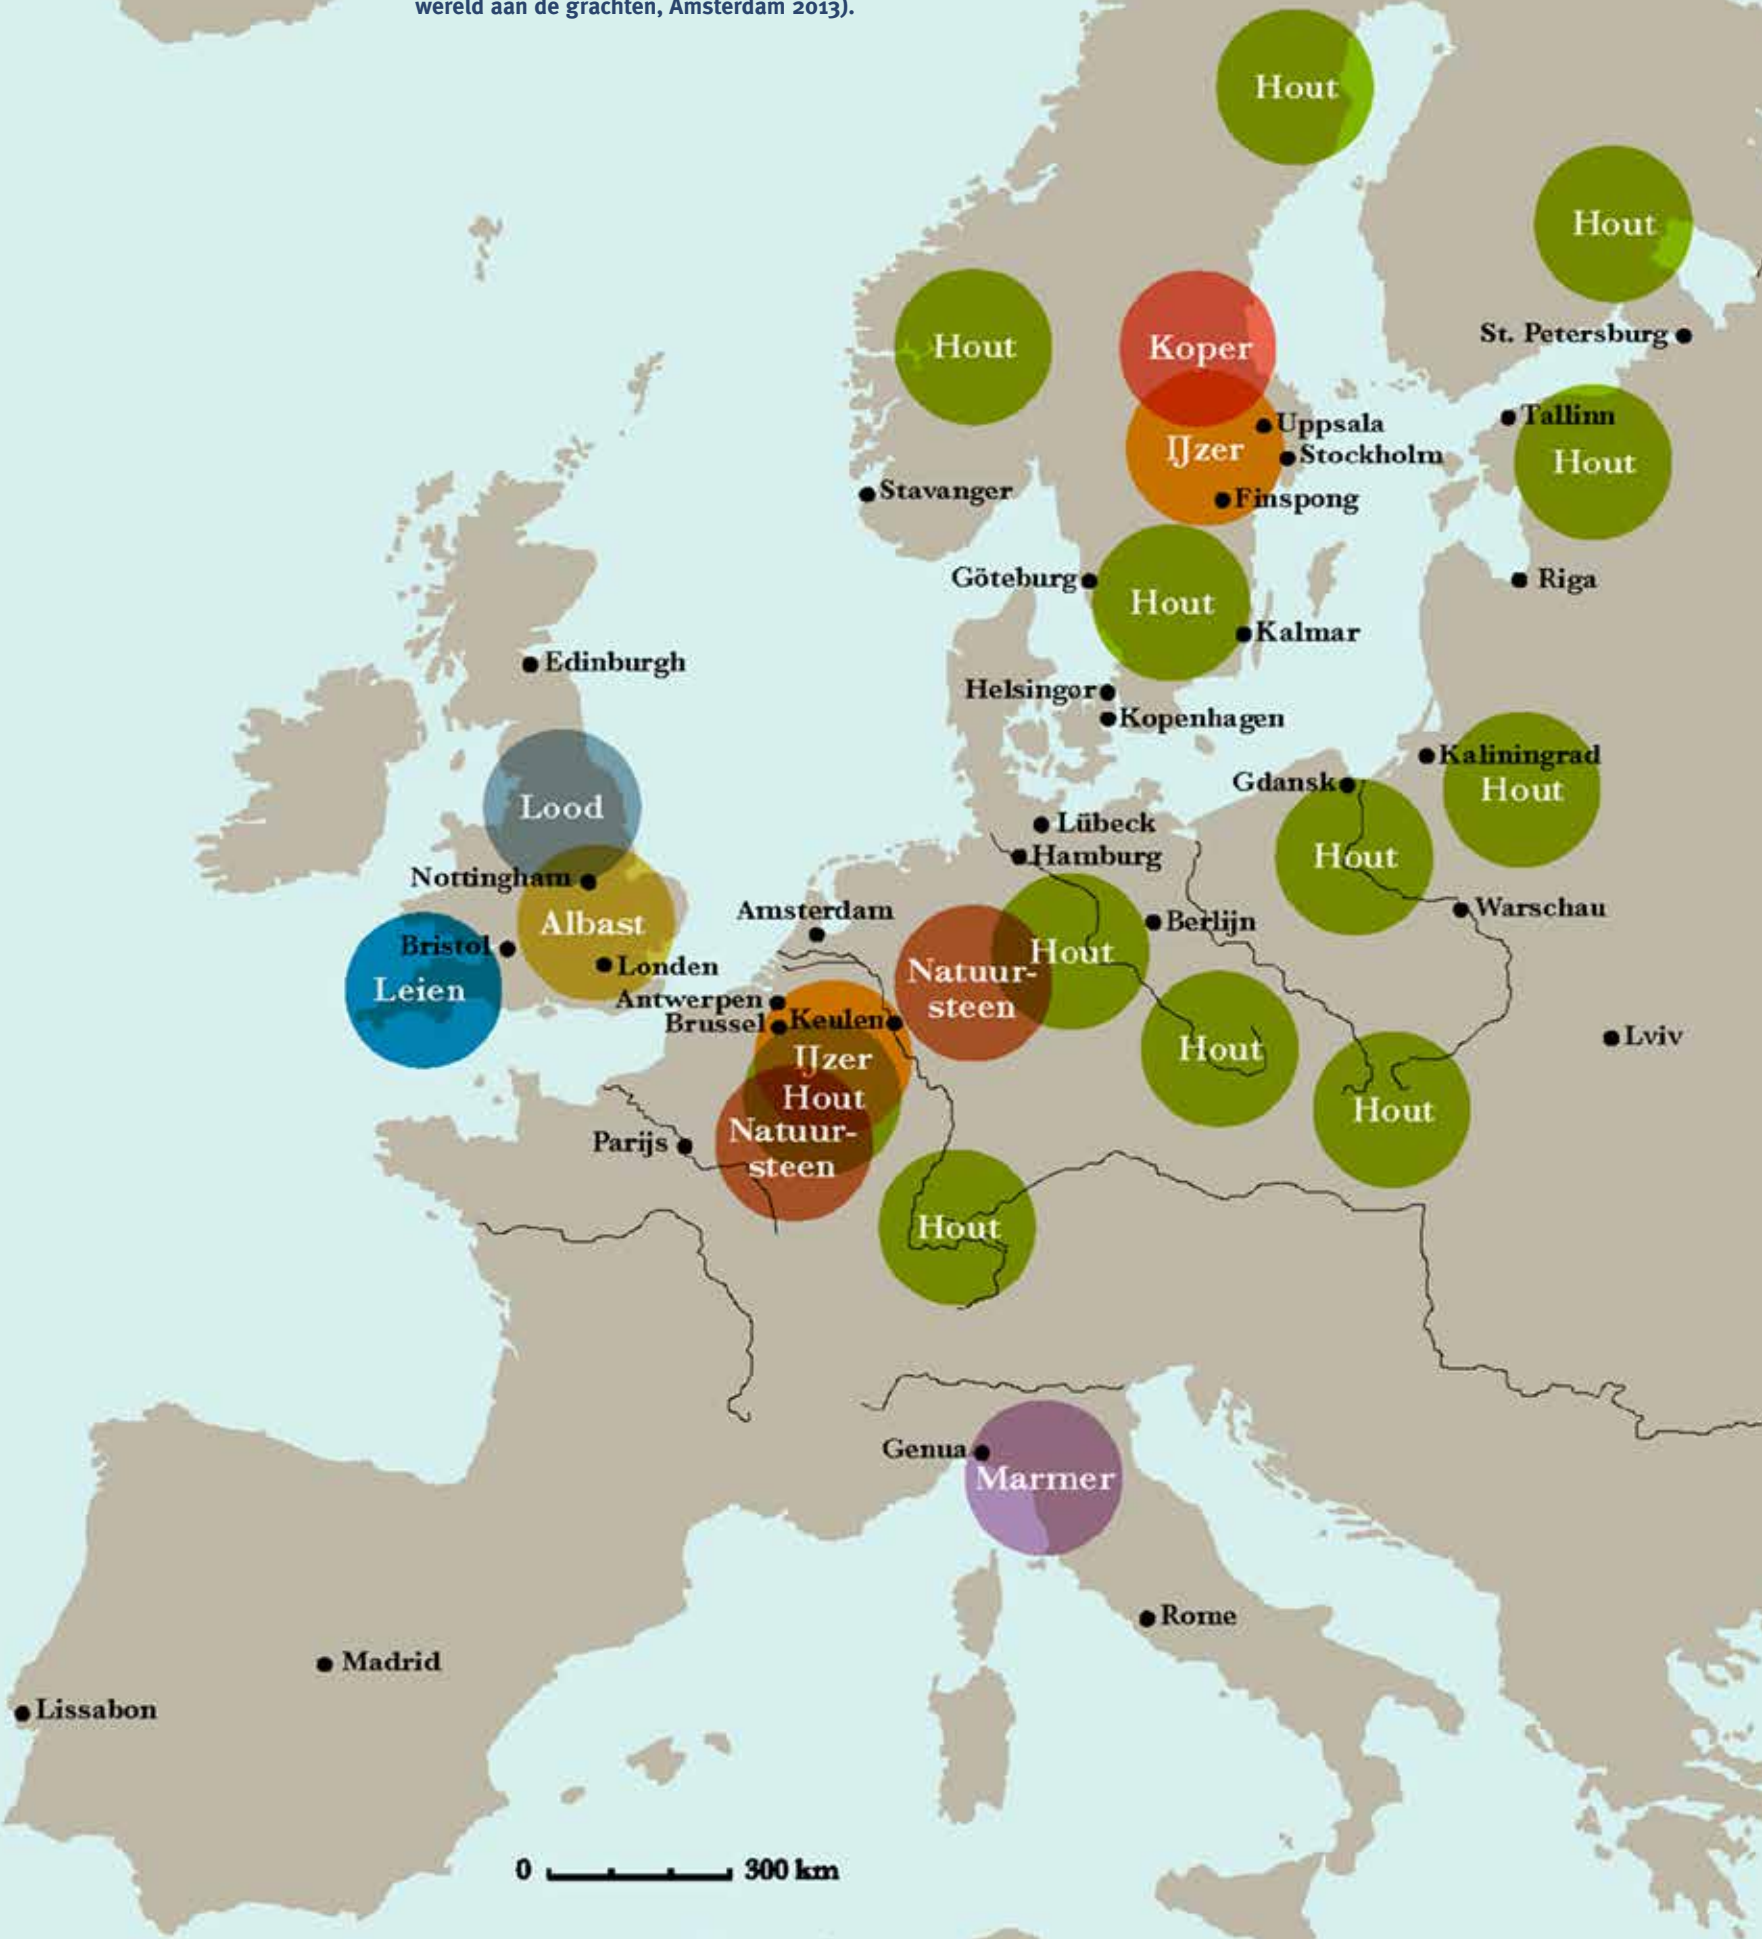 wereld aan de grachten, Amsterdam 2013).
Hout
Hout
St. Petersburg
Hout
Koper
Tallinn
Uppsala
IJzer
Stockholm
Hout
Stavanger
Finspong
Göteburg
Hout
Riga
Kalmar
Edinburgh
Helsingør
Kopenhagen
Kaliningrad
Gdansk
Hout
Lood
Lübeck
Hamburg
Hout
Nottingham
Amsterdam
Warschau
Albast
Berlijn
Bristol
Hout
Londen
Natuur-
steen
Leien
Antwerpen
Brussel
Keulen
Lviv
IJzer
Hout
Hout
Hout
Natuur-
steen
Parijs
Hout
Genua
Marmer
Rome
Madrid
Lissabon
0 300 km